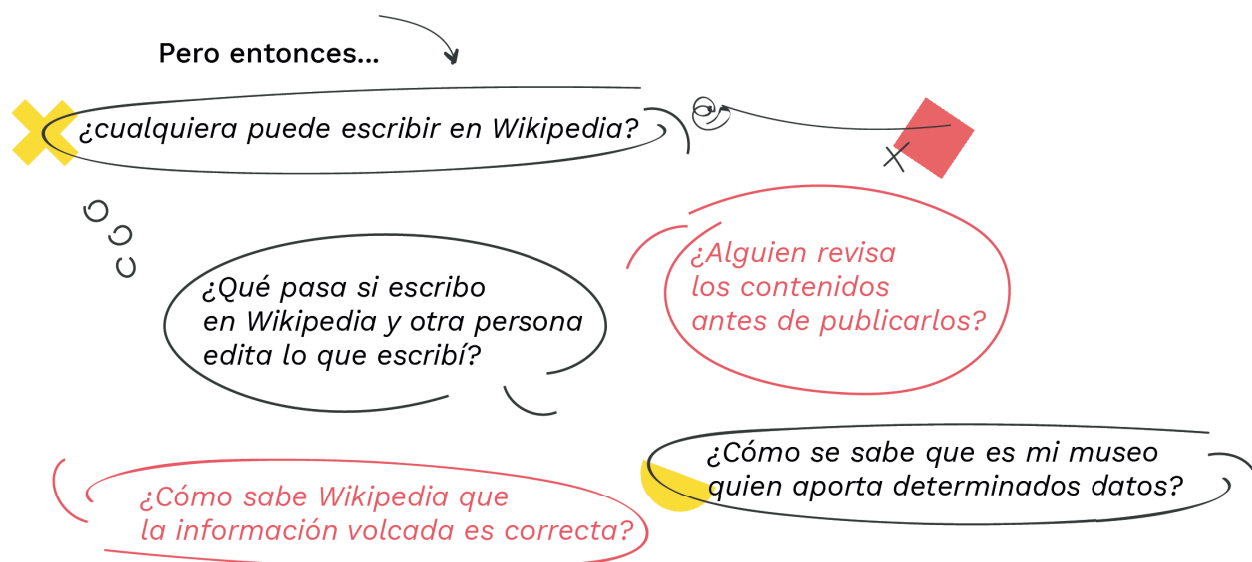 Pero entonces...
¿cualquiera puede escribir en Wikipedia?
¿Qué pasa si escribo
en Wikipedia y otra persona
edita lo que escribí?
¿Alguien revisa
los contenidos
antes de publicarlos?
¿Cómo se sabe que es mi museo
quien aporta determinados datos?
¿Cómo sabe Wikipedia que
la información volcada es correcta?